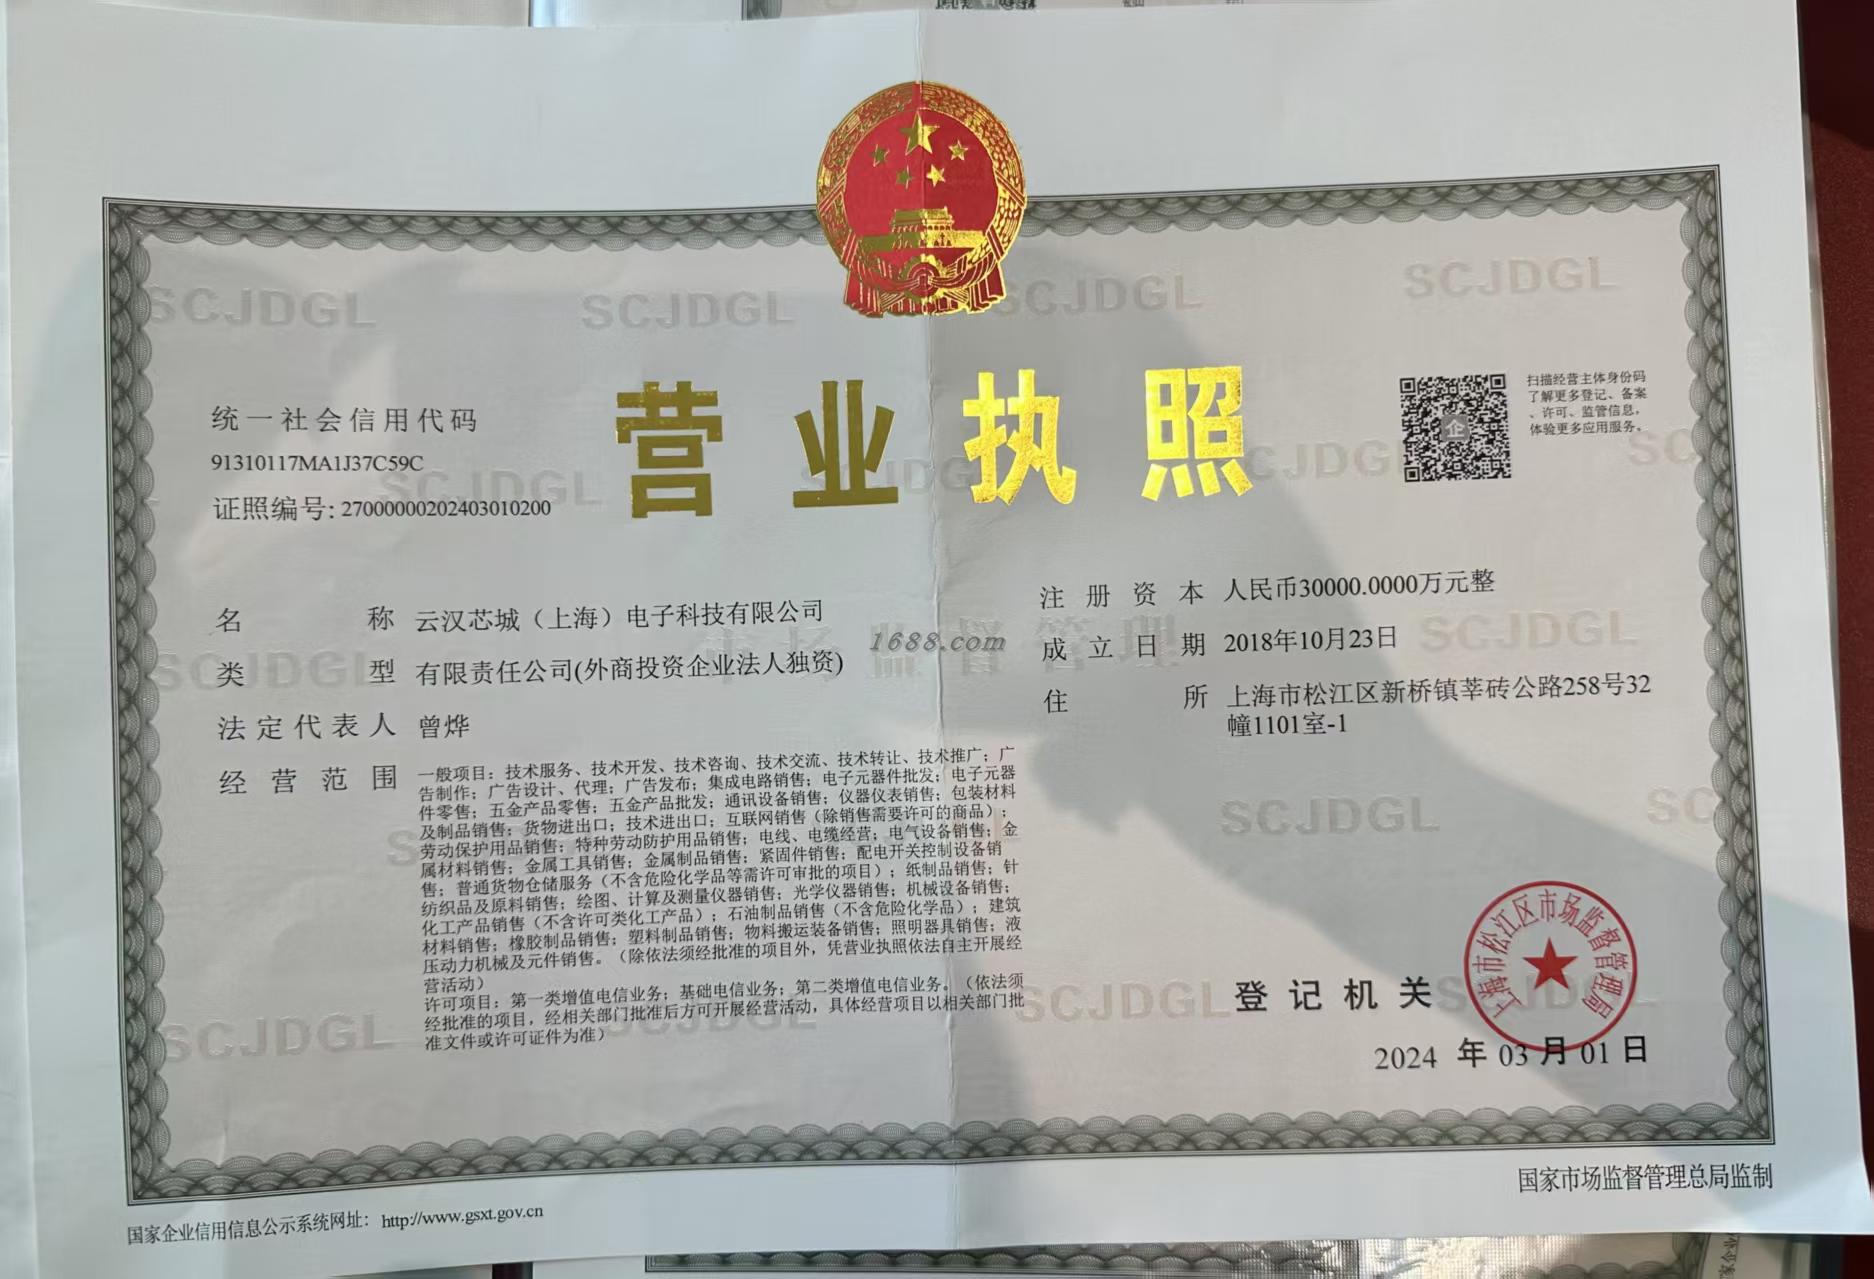 营业执照
统一社会信用代码
91310117MA1J37C59C
证照编号: 27000000202403010200
扫描经营主体身份码
了解更多登记、备案
、许可、监管信息，
体验更多应用服务。
名 称 云汉芯城（上海）电子科技有限公司
类 型 有限责任公司(外商投资企业法人独资)
法定代表人 曾烨
经营范围 一般项目：技术服务、技术开发、技术咨询、技术交流、技术转让、技术推广；广
告制作；广告设计、代理；广告发布；集成电路销售；电子元器件批发；电子元器
件零售；五金产品零售；五金产品批发；通讯设备销售；仪器仪表销售；包装材料
及制品销售；货物进出口；技术进出口；互联网销售（除销售需要许可的商品）；
劳动保护用品销售；特种劳动防护用品销售；电线、电缆经营；电气设备销售；金
属材料销售；金属工具销售；金属制品销售；紧固件销售；配电开关控制设备销
售；普通货物仓储服务（不含危险化学品等需许可审批的项目）；纸制品销售；针
纺织品及原料销售；绘图、计算及测量仪器销售；光学仪器销售；机械设备销售；
化工产品销售（不含许可类化工产品）；石油制品销售（不含危险化学品）；建筑
材料销售；橡胶制品销售；塑料制品销售；物料搬运装备销售；照明器具销售；液
压动力机械及元件销售。（除依法须经批准的项目外，凭营业执照依法自主开展经
营活动）
许可项目：第一类增值电信业务；基础电信业务；第二类增值电信业务。（依法须
经批准的项目，经相关部门批准后方可开展经营活动，具体经营项目以相关部门批
准文件或许可证件为准）
注册资本 人民币30000.0000万元整
成立日期 2018年10月23日
住 所 上海市松江区新桥镇莘砖公路258号32
幢1101室-1
1688.com
SCJDGL
登记机关
上海市松江区市场监督管理局
2024 年 03 月 01 日
国家企业信用信息公示系统网址：http://www.gsxt.gov.cn
国家市场监督管理总局监制